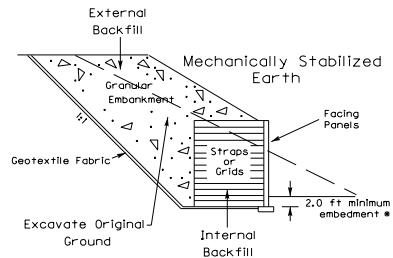 External
Backfill
Mechanically Stabilized
Earth
Granular
Embankment
1:1
Facing
Panels
Straps
or
Grids
Geotextile Fabric
2.0 ft minimum
embedment *
Excavate Original
Ground
Internal
Backfill